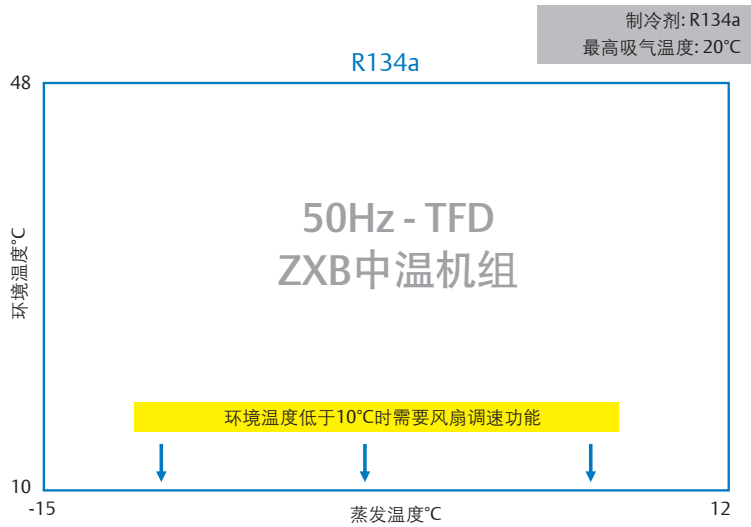 制冷剂: R134a
最高吸气温度: 20°C
R134a
48
环境温度°C
50Hz - TFD
ZXB中温机组
环境温度低于10°C时需要风扇调速功能
10
-15
蒸发温度°C
12